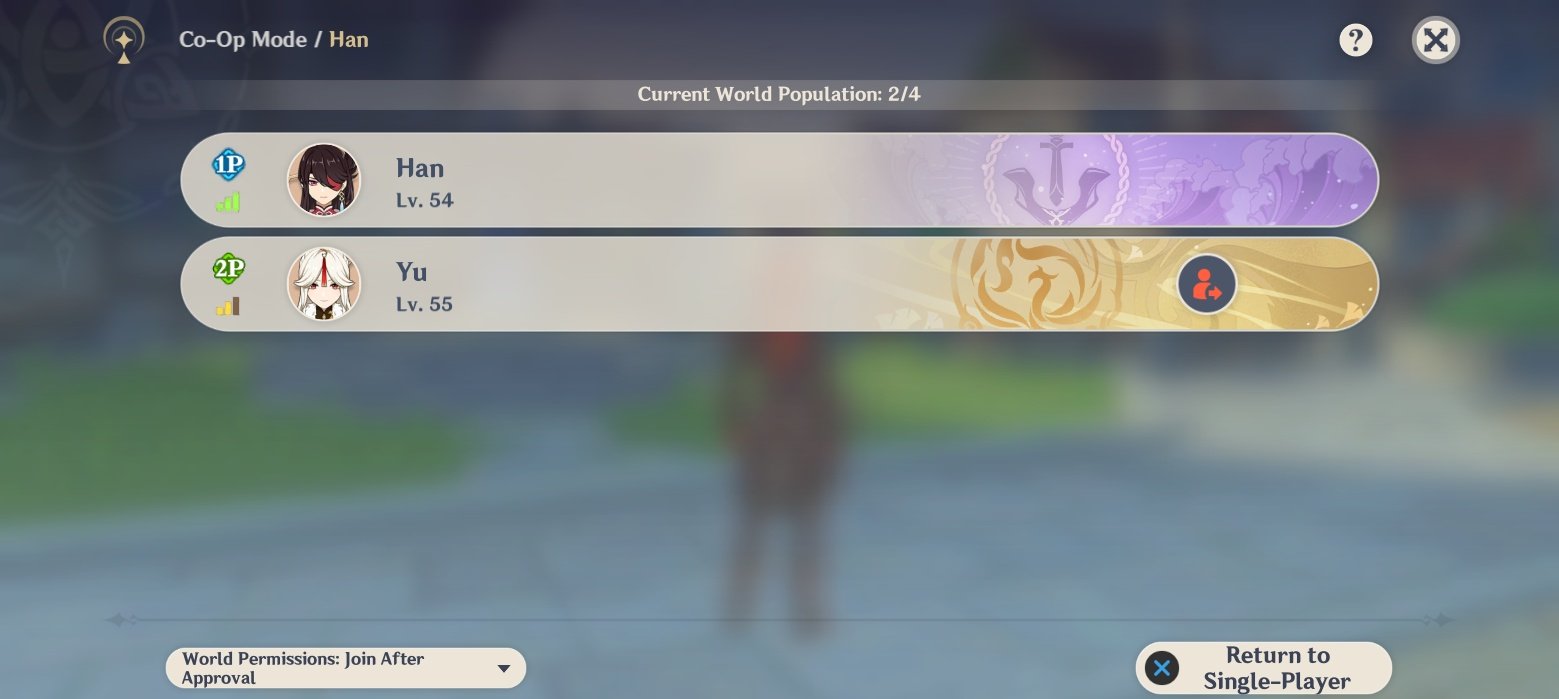 Co-Op Mode / Han
?
Current World Population: 2/4
1P
Han
Lv. 54
2P
Yu
Lv. 55
World Permissions: Join After
Approval
Return to
Single-Player